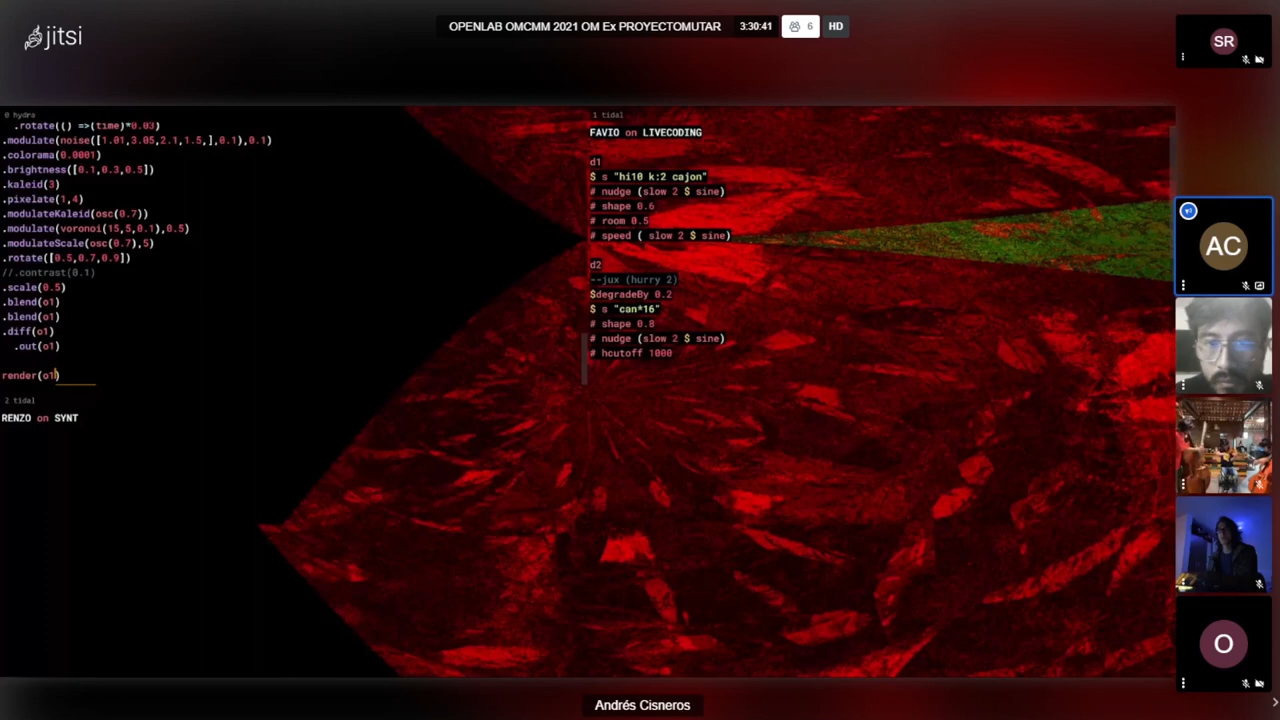 jitsi
OPENLAB OMCMM 2021 OM Ex PROYECTOMUTAR 3:30:41 6 HD
SR
0 hydra
.rotate(() =>(time)*0.03)
.modulate(noise([1.01,3.05,2.1,1.5,],0.1),0.1)
.colorama(0.0001)
.brightness([0.1,0.3,0.5])
.kaleid(3)
.pixelate(1,4)
.modulateKaleid(osc(0.7))
.modulate(voronoi(15,5,0.1),0.5)
.modulateScale(osc(0.7),5)
.rotate([0.5,0.7,0.9])
//.contrast(0.1)
.scale(0.5)
.blend(o1)
.blend(o1)
.diff(o1)
.out(o1)
render(o1)
2 tidal
RENZO on SYNT
1 tidal
FAVIO on LIVECODING
d1
$ s "hi10 k:2 cajon"
# nudge (slow 2 $ sine)
# shape 0.6
# room 0.5
# speed ( slow 2 $ sine)
d2
--jux (hurry 2)
$degradeBy 0.2
$ s "can*16"
# shape 0.8
# nudge (slow 2 $ sine)
# hcutoff 1000
AC
O
Andrés Cisneros